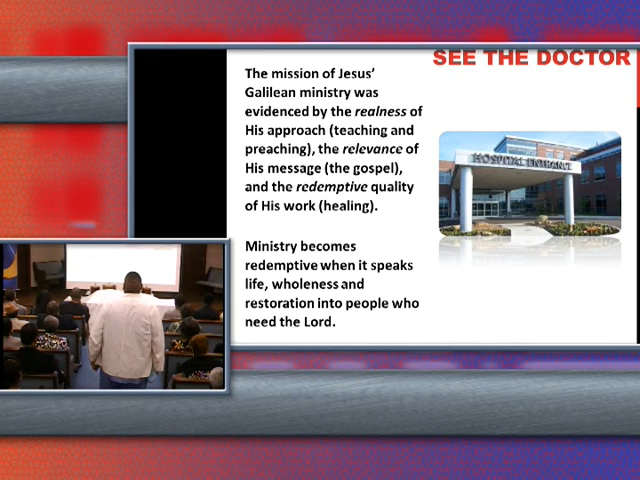 SEE THE DOCTOR
The mission of Jesus'
Galilean ministry was
evidenced by the realness of
His approach (teaching and
preaching), the relevance of
His message (the gospel),
and the redemptive quality
of His work (healing).
Ministry becomes
redemptive when it speaks
life, wholeness and
restoration into people who
need the Lord.
HOSPITAL ENTRANCE